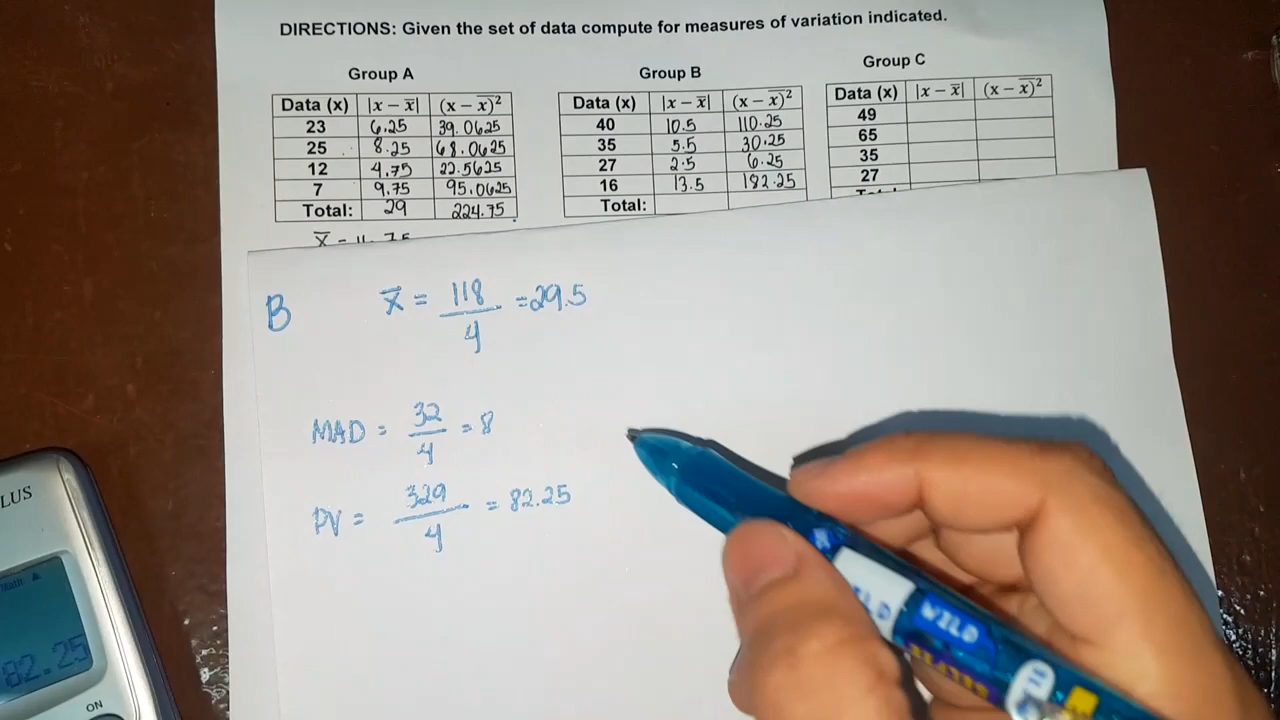 DIRECTIONS: Given the set of data compute for measures of variation indicated.
Group A
Data (x) |x − x̅| (x − x̅)²
23 6.25 39.0625
25 8.25 68.0625
12 4.75 22.5625
7 9.75 95.0625
Total: 29 224.75
Group B
Data (x) |x − x̅| (x − x̅)²
40 10.5 110.25
35 5.5 30.25
27 2.5 6.25
16 13.5 182.25
Total:
Group C
Data (x) |x − x̅| (x − x̅)²
49
65
35
27
B x̅ = 118/4 = 29.5
MAD = 32/4 = 8
PV = 329/4 = 82.25
LUS
Math
82.25
ON
WILD